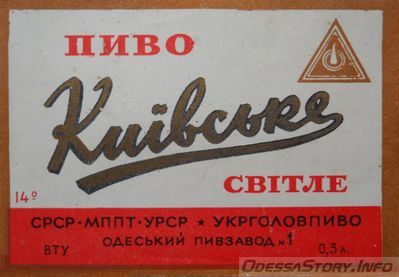 ПИВО
Київське
14°
СВІТЛЕ
СРСР·МППТ·УРСР ★ УКРГОЛОВПИВО
ОДЕСЬКИЙ ПИВЗАВОД №1
ВТУ 0,3 л.
OdessaStory.Info